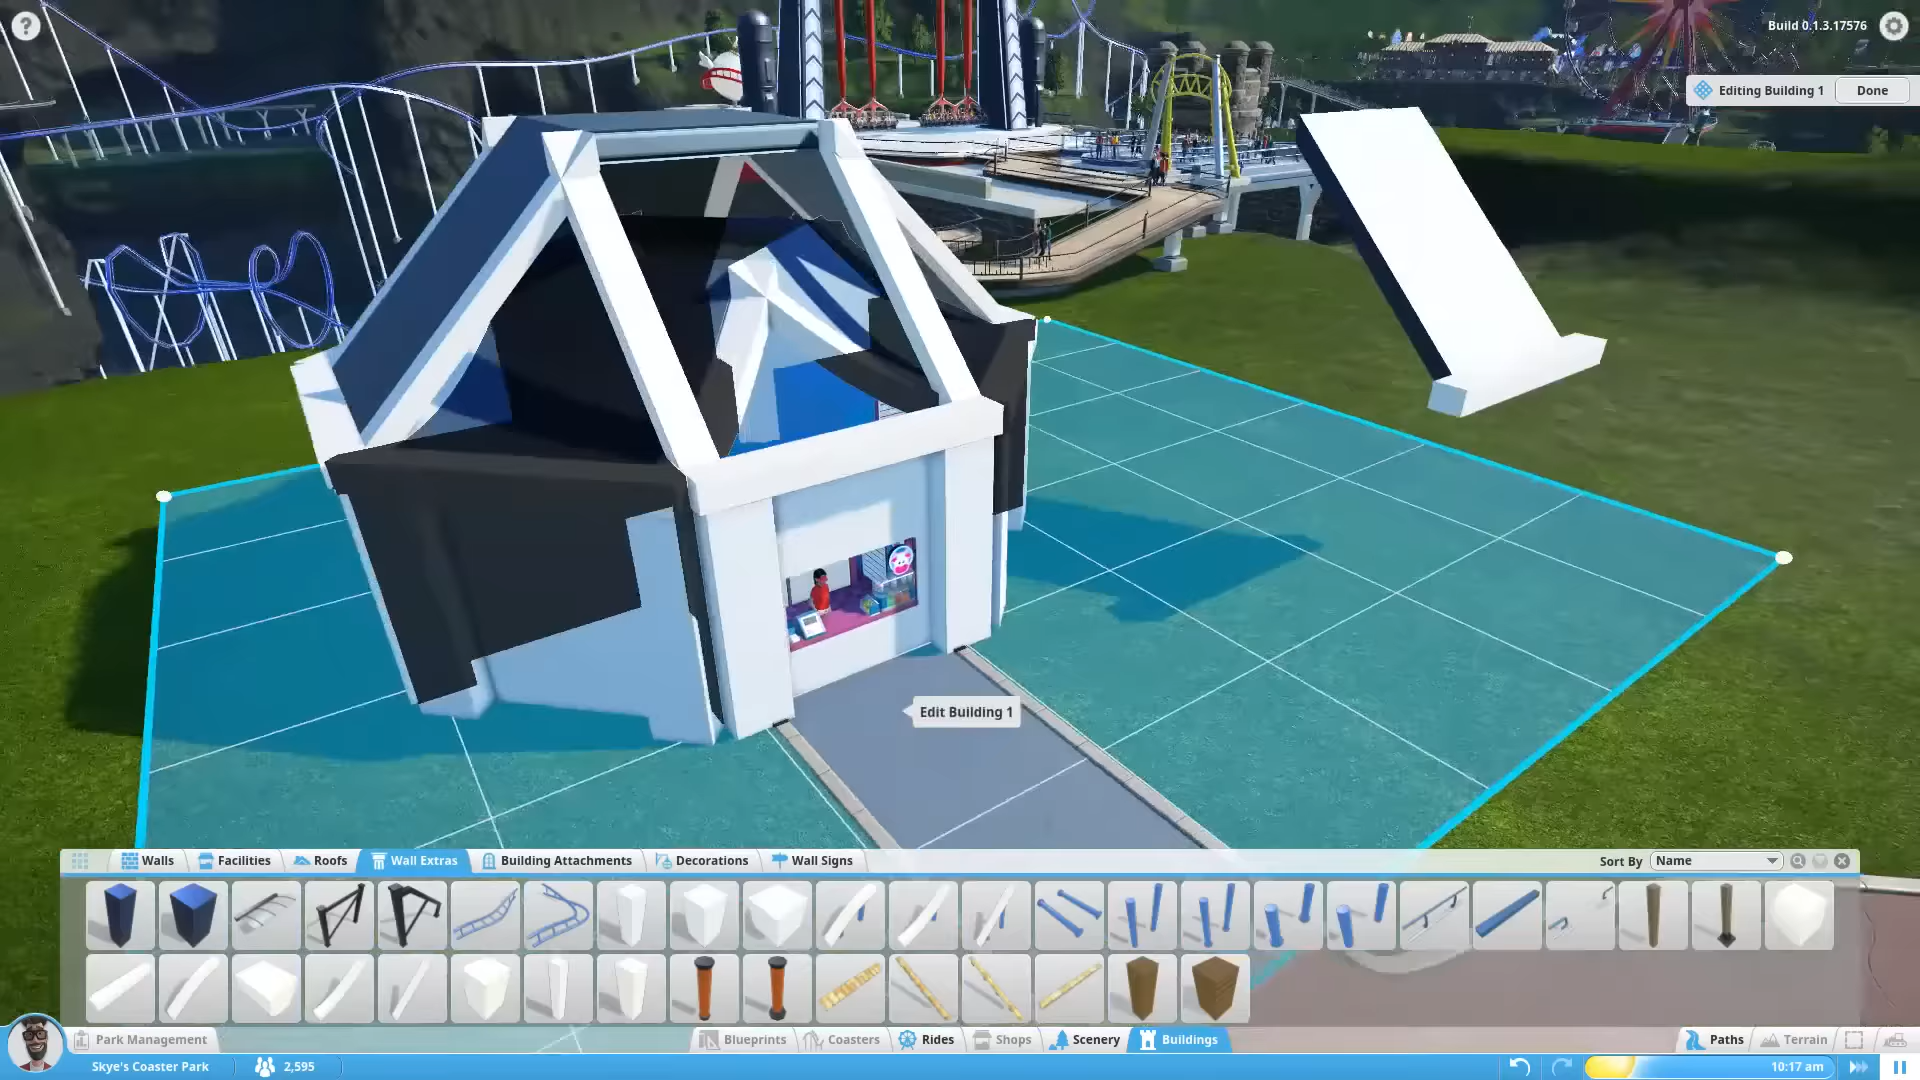 ?
Build 0.1.3.17576
Editing Building 1
Done
Edit Building 1
Walls
Facilities
Roofs
Wall Extras
Building Attachments
Decorations
Wall Signs
Sort By
Name
Park Management
Blueprints
Coasters
Rides
Shops
Scenery
Buildings
Paths
Terrain
Skye's Coaster Park
2,595
10:17 am